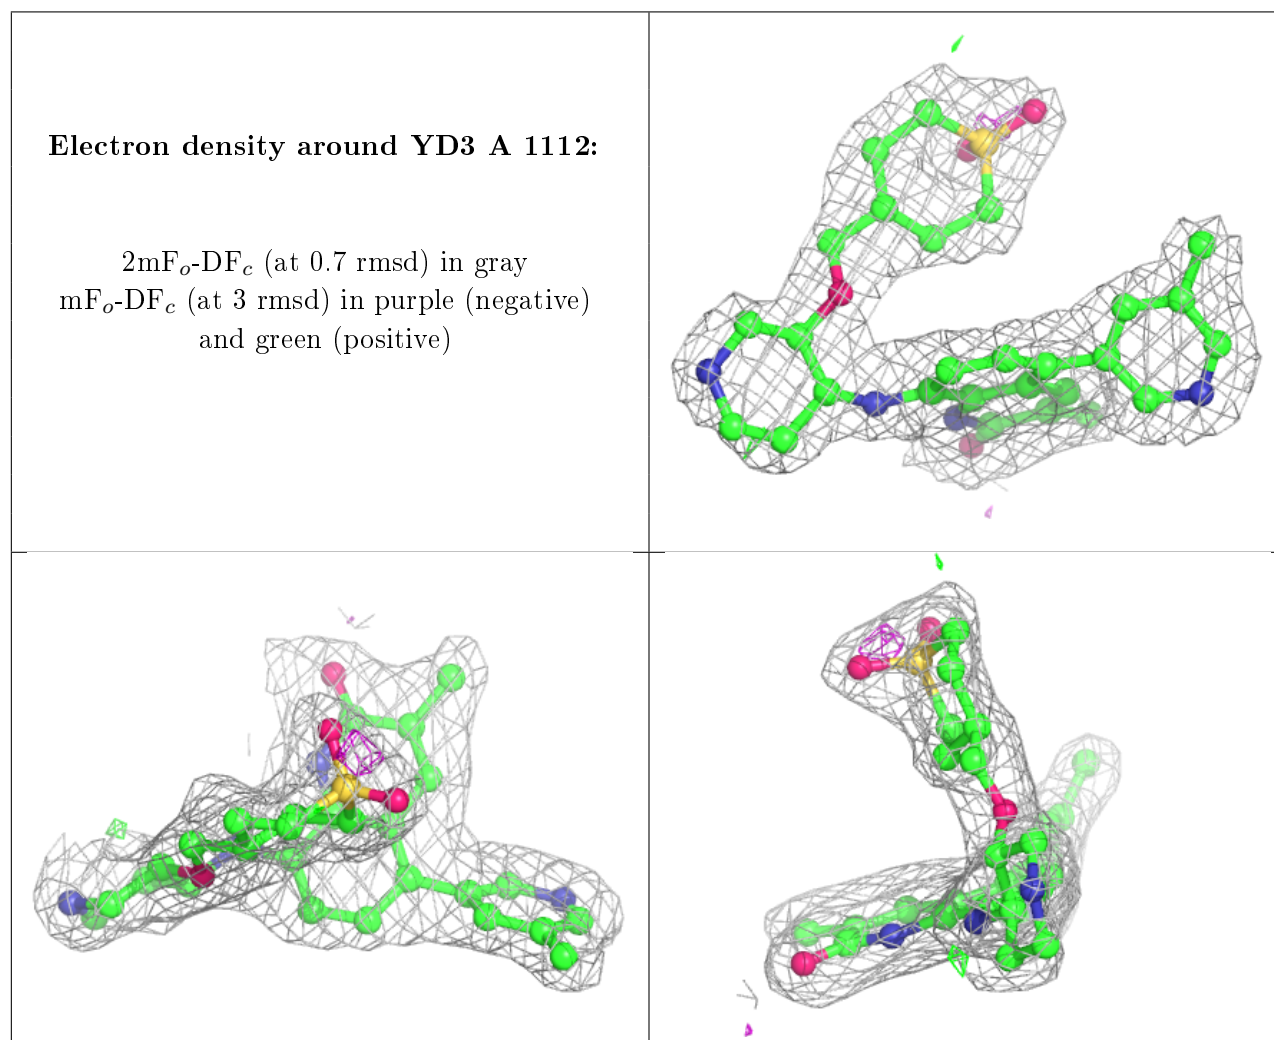 Electron density around YD3 A 1112:
2mFo-DFc (at 0.7 rmsd) in gray
mFo-DFc (at 3 rmsd) in purple (negative)
and green (positive)